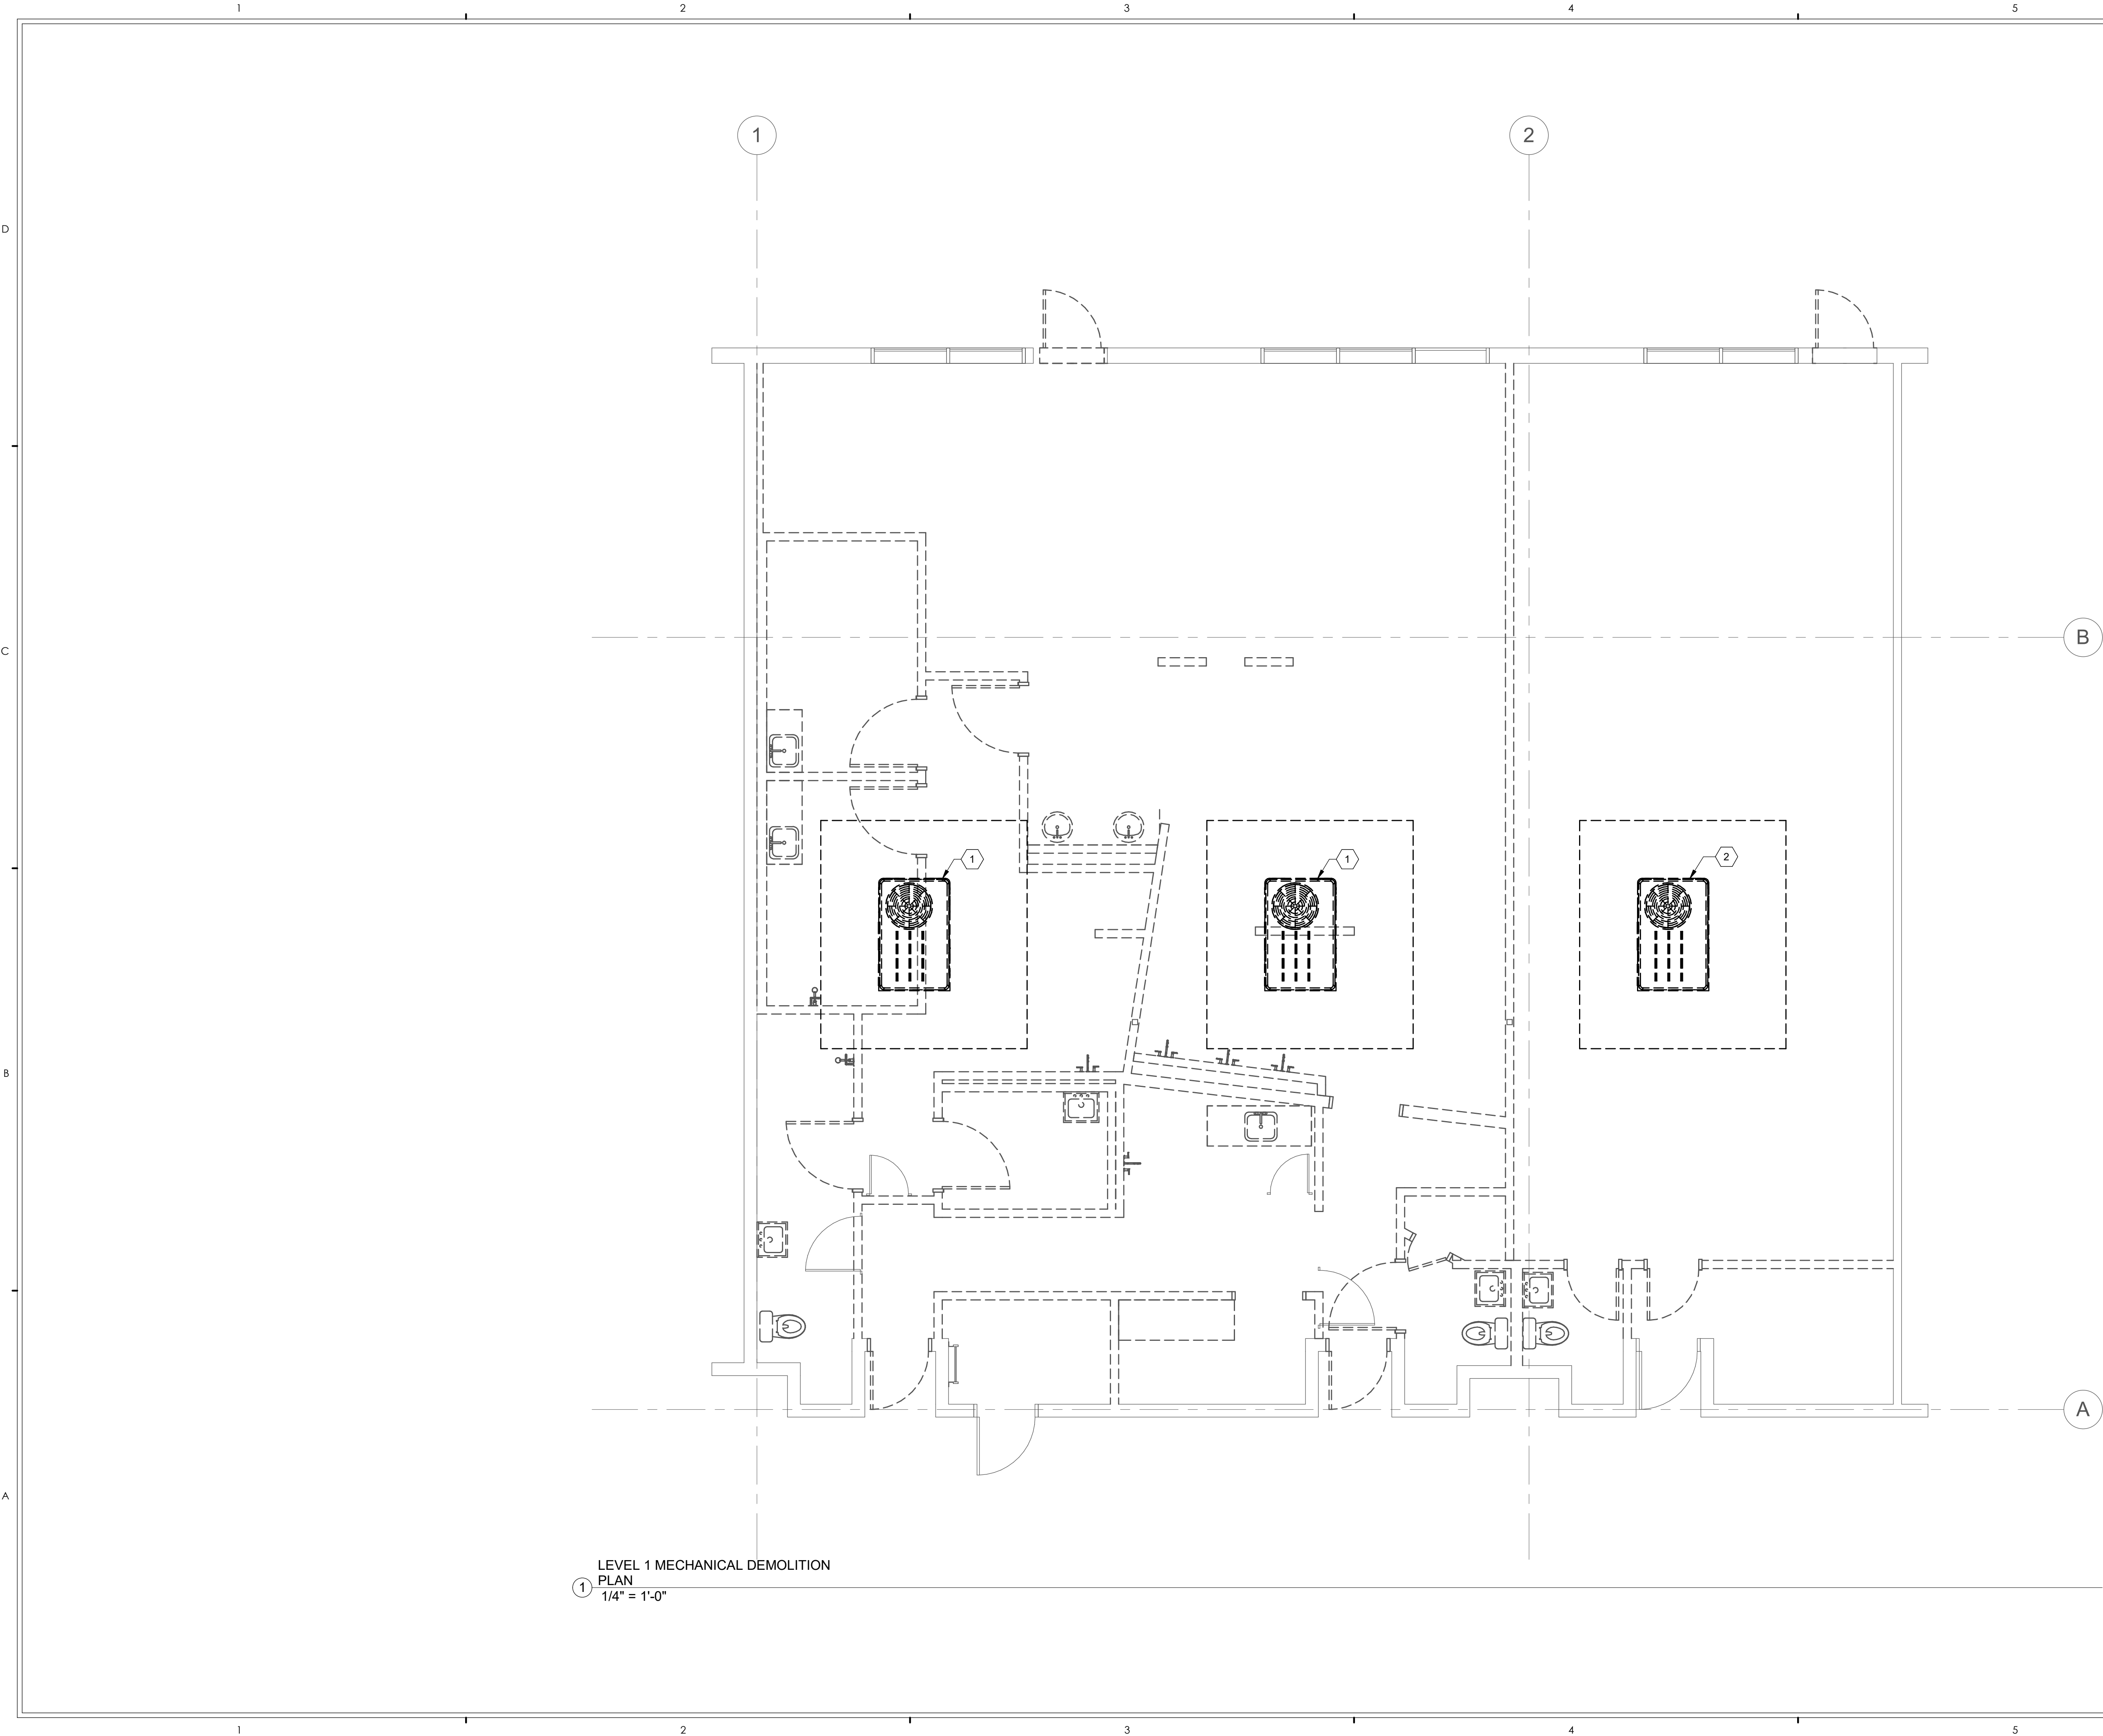 1 2 3 4 5
1 2
D
B
C
1 1 2
B
A
A
LEVEL 1 MECHANICAL DEMOLITION
1 PLAN
1/4" = 1'-0"
1 2 3 4 5